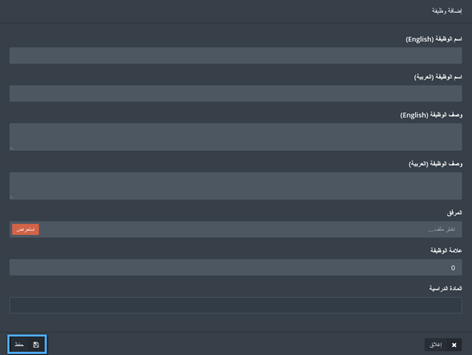 إضافة وظيفة
اسم الوظيفة (English)
اسم الوظيفة (العربية)
وصف الوظيفة (English)
وصف الوظيفة (العربية)
المرفق
اختر ملف... استعراض
علامة الوظيفة
0
المادة الدراسية
إغلاق حفظ